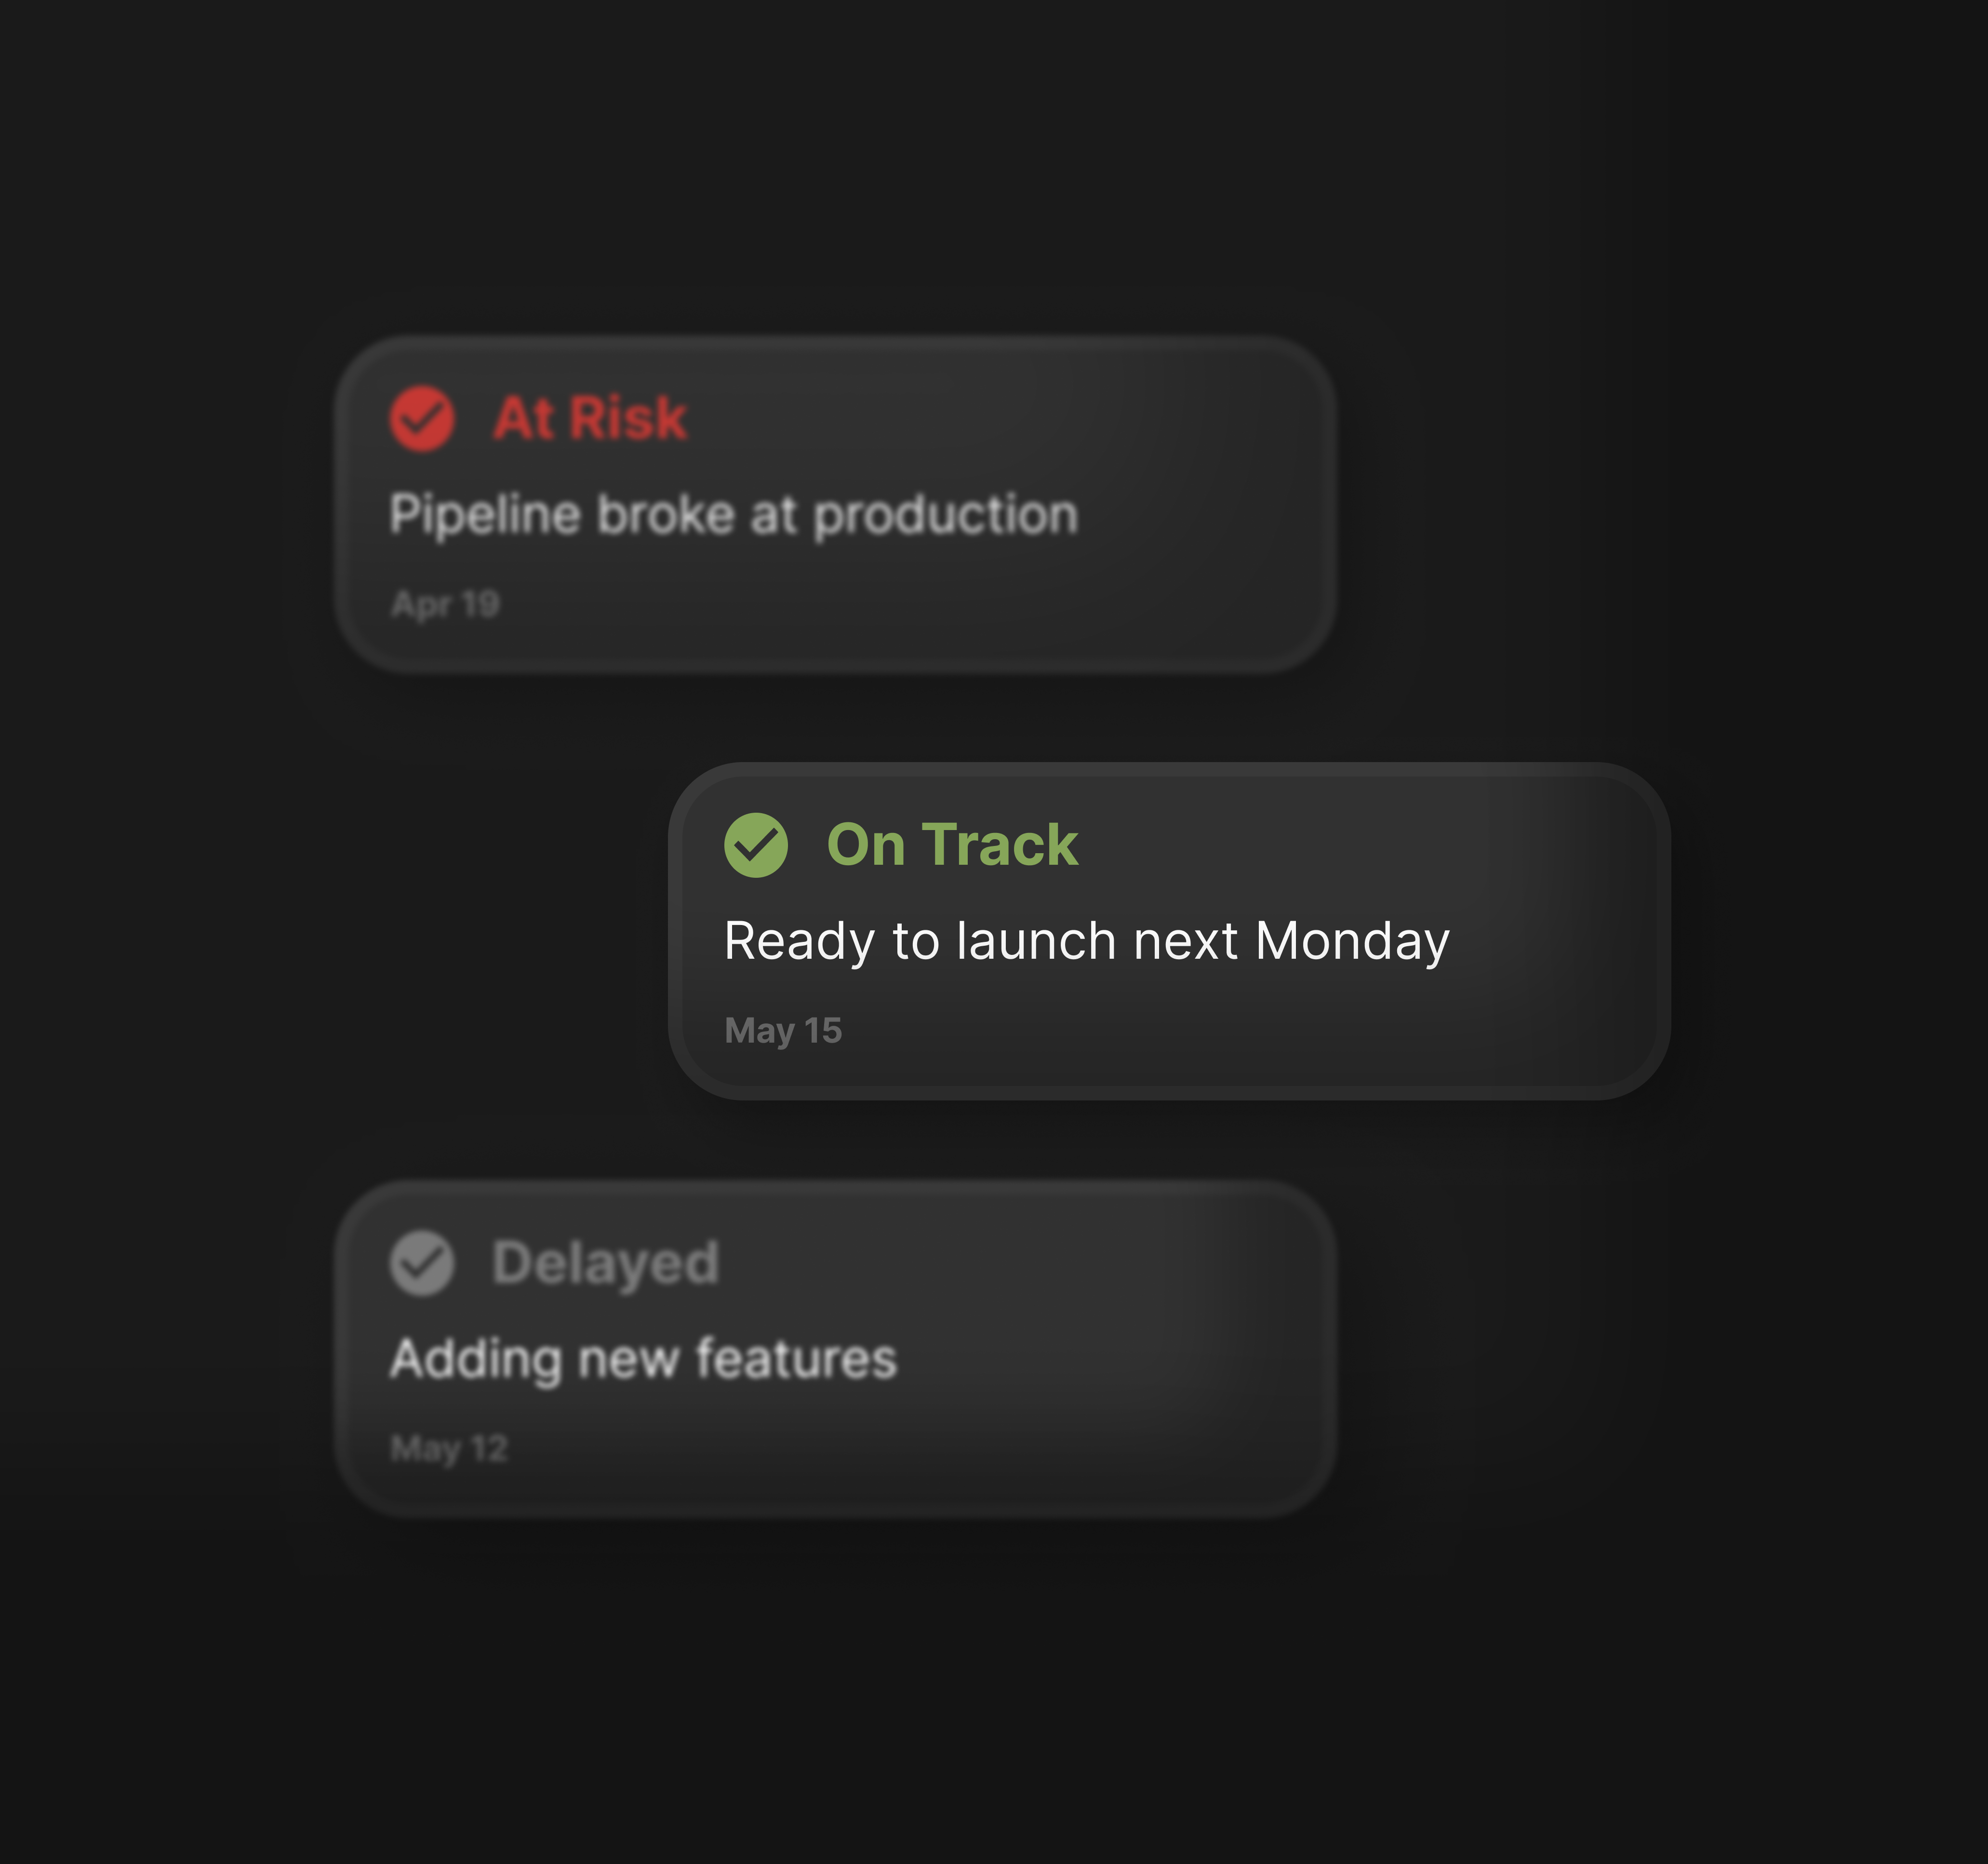 At Risk
Pipeline broke at production
Apr 19
On Track
Ready to launch next Monday
May 15
Delayed
Adding new features
May 12